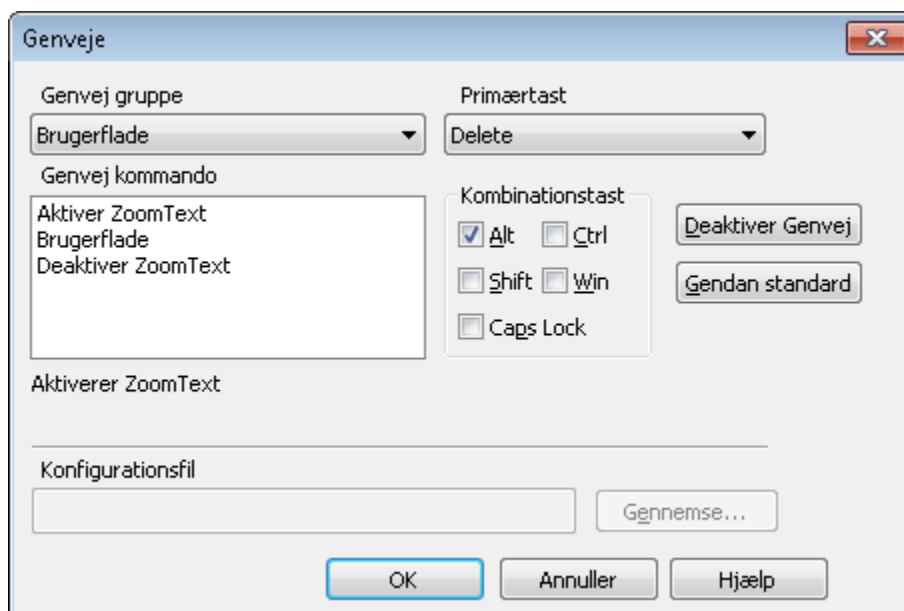 Genveje
Genvej gruppe
Primærtast
Brugerflade
Delete
Genvej kommando
Aktiver ZoomText
Brugerflade
Deaktiver ZoomText
Kombinationstast
Alt
Ctrl
Shift
Win
Caps Lock
Deaktiver Genvej
Gendan standard
Aktiverer ZoomText
Konfigurationsfil
Gennemse...
OK
Annuller
Hjælp